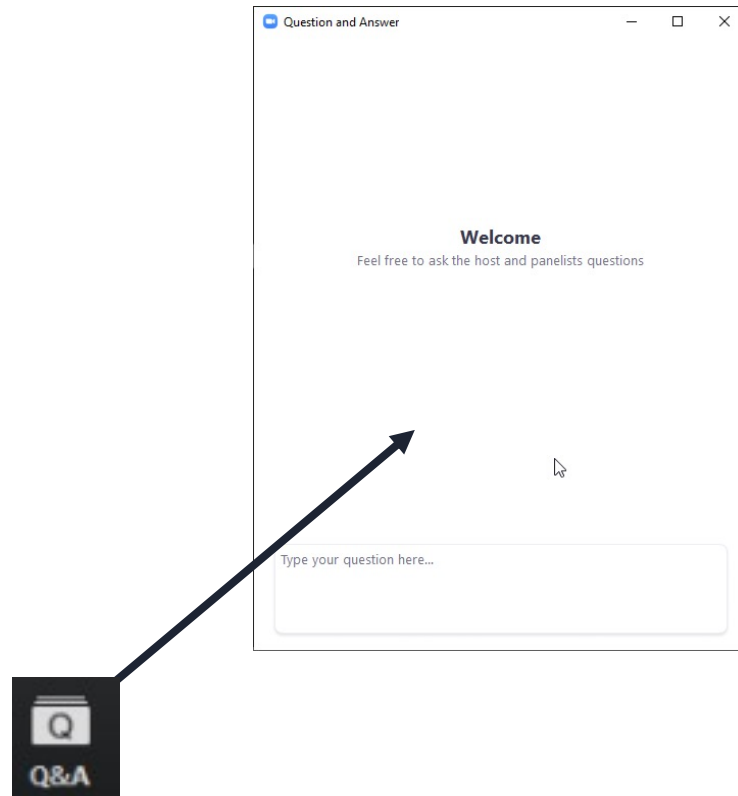 Question and Answer
Welcome
Feel free to ask the host and panelists questions
Type your question here...
Q
Q&A